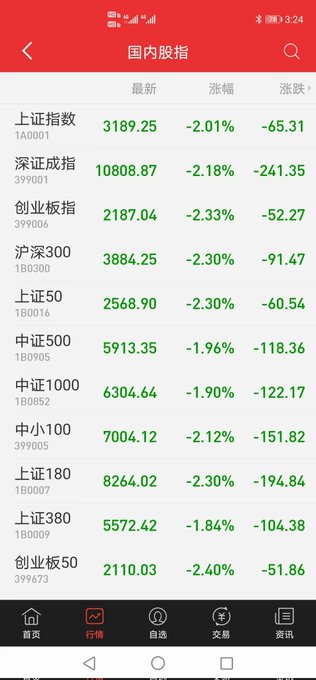 HD 4G HD 4G 78 3:24
国内股指
最新 涨幅 涨跌
上证指数 3189.25 -2.01% -65.31
1A0001
深证成指 10808.87 -2.18% -241.35
399001
创业板指 2187.04 -2.33% -52.27
399006
沪深300 3884.25 -2.30% -91.47
1B0300
上证50 2568.90 -2.30% -60.54
1B0016
中证500 5913.35 -1.96% -118.36
1B0905
中证1000 6304.64 -1.90% -122.17
1B0852
中小100 7004.12 -2.12% -151.82
399005
上证180 8264.02 -2.30% -194.84
1B0007
上证380 5572.42 -1.84% -104.38
1B0009
创业板50 2110.03 -2.40% -51.86
399673
首页 行情 自选 交易 资讯